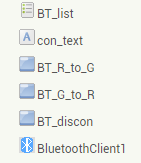 BT_list
A con_text
BT_R_to_G
BT_G_to_R
BT_discon
BluetoothClient1